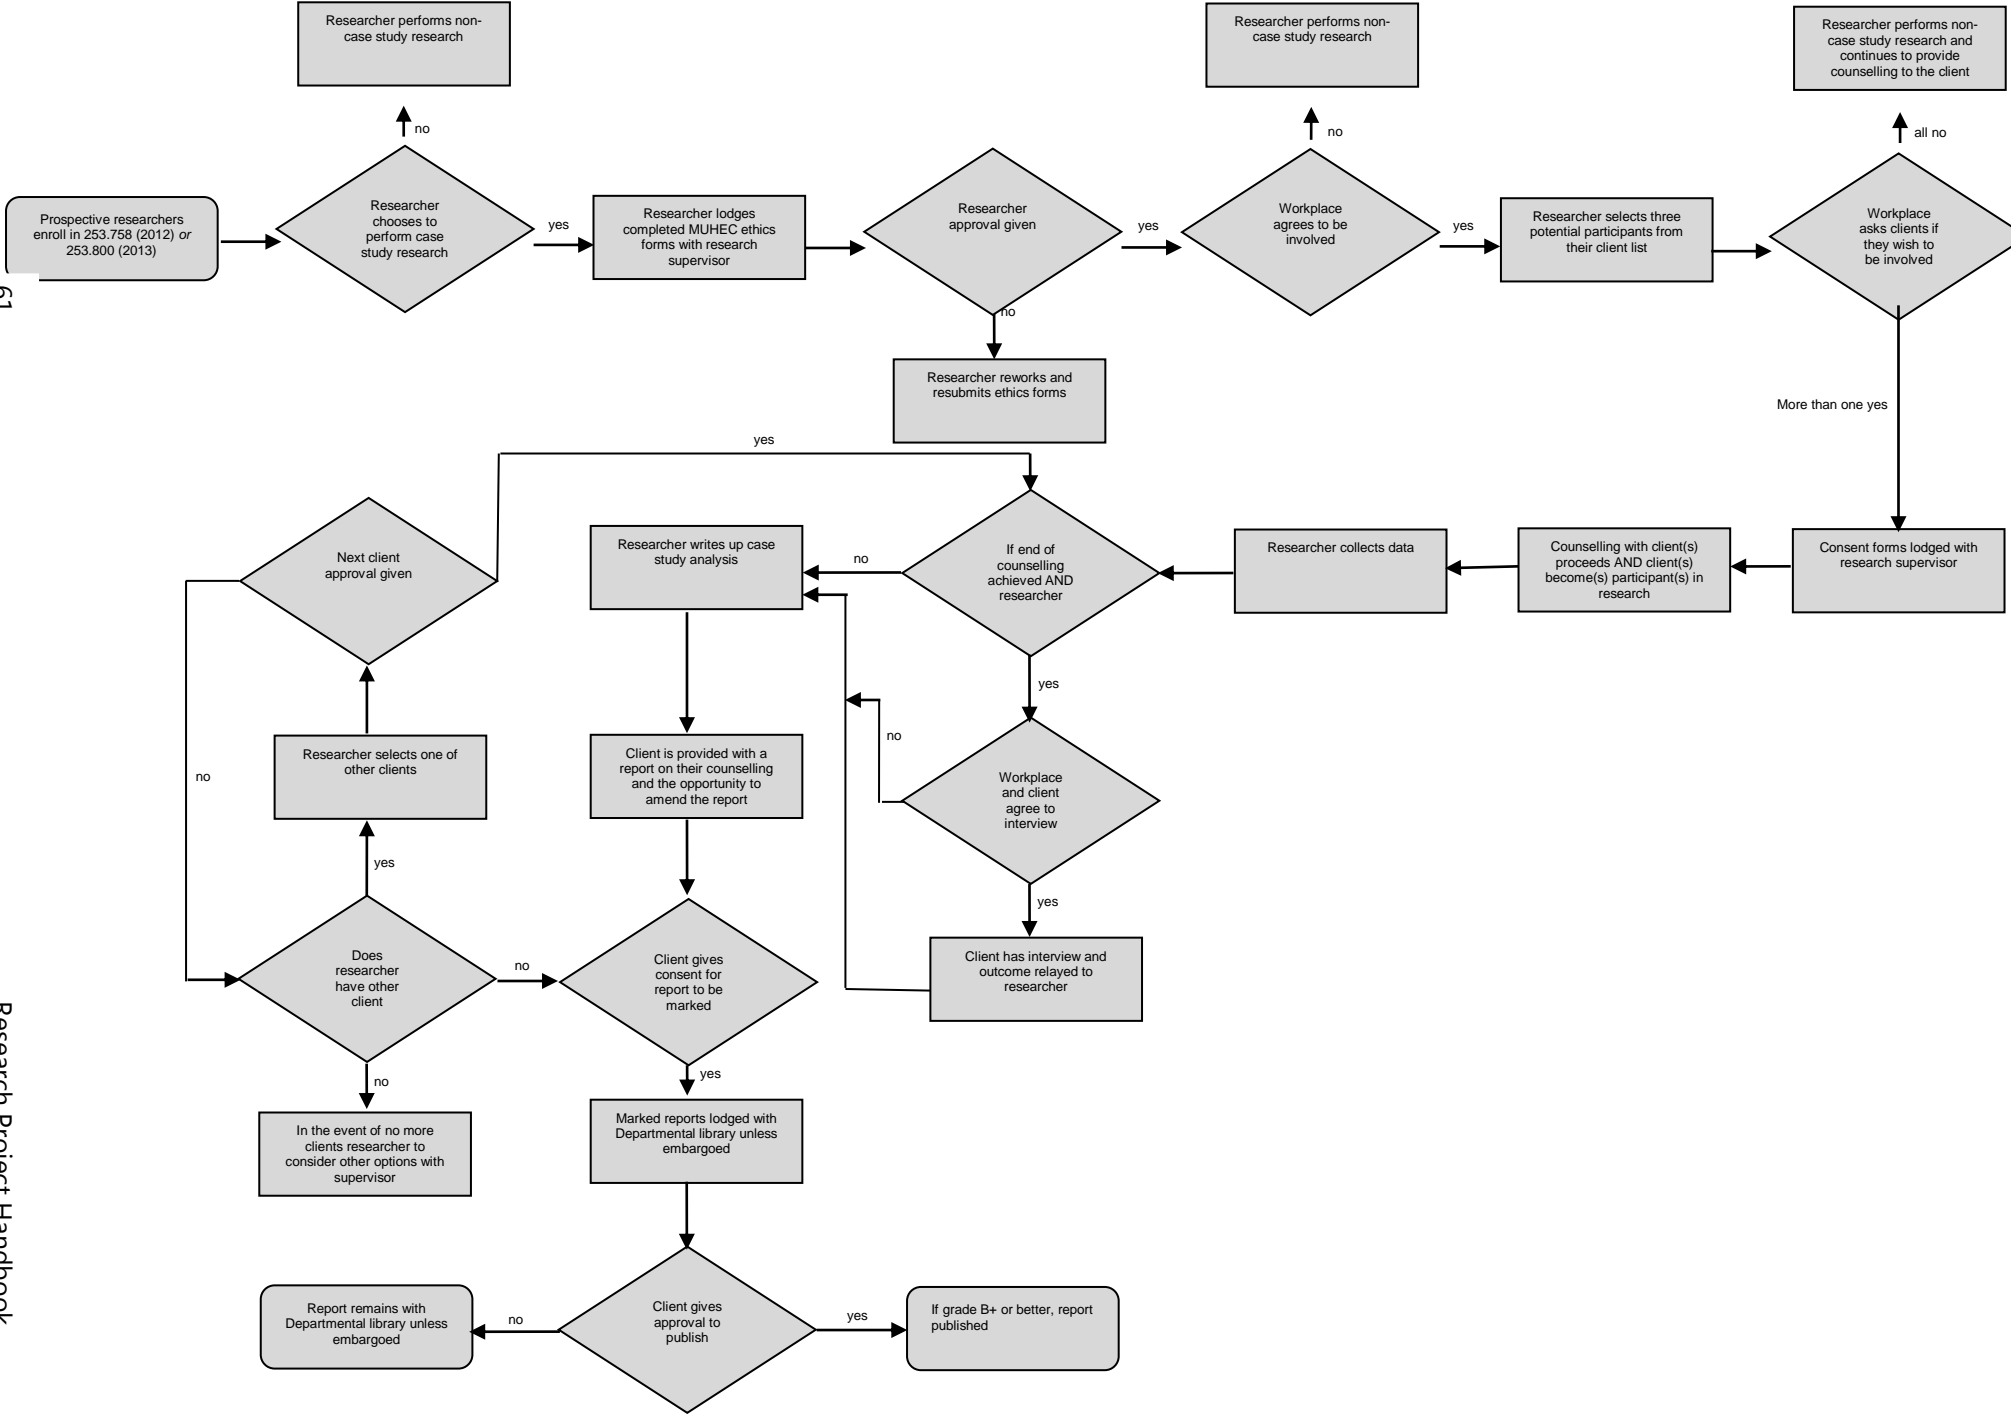 Researcher performs non-
case study research
Researcher performs non-
case study research
Researcher performs non-
case study research and
continues to provide
counselling to the client
no
no
all no
Prospective researchers
enroll in 253.758 (2012) or
253.800 (2013)
Researcher
chooses to
perform case
study research
yes
Researcher lodges
completed MUHEC ethics
forms with research
supervisor
Researcher
approval given
yes
Workplace
agrees to be
involved
yes
Researcher selects three
potential participants from
their client list
Workplace
asks clients if
they wish to
be involved
61
no
Researcher reworks and
resubmits ethics forms
More than one yes
yes
Next client
approval given
Researcher writes up case
study analysis
no
If end of
counselling
achieved AND
researcher
Researcher collects data
Counselling with client(s)
proceeds AND client(s)
become(s) participant(s) in
research
Consent forms lodged with
research supervisor
yes
no
Researcher selects one of
other clients
Client is provided with a
report on their counselling
and the opportunity to
amend the report
no
Workplace
and client
agree to
interview
yes
yes
Does
researcher
have other
client
no
Client gives
consent for
report to be
marked
Client has interview and
outcome relayed to
researcher
no
yes
In the event of no more
clients researcher to
consider other options with
supervisor
Marked reports lodged with
Departmental library unless
embargoed
Report remains with
Departmental library unless
embargoed
no
Client gives
approval to
publish
yes
If grade B+ or better, report
published
Research Project Handbook